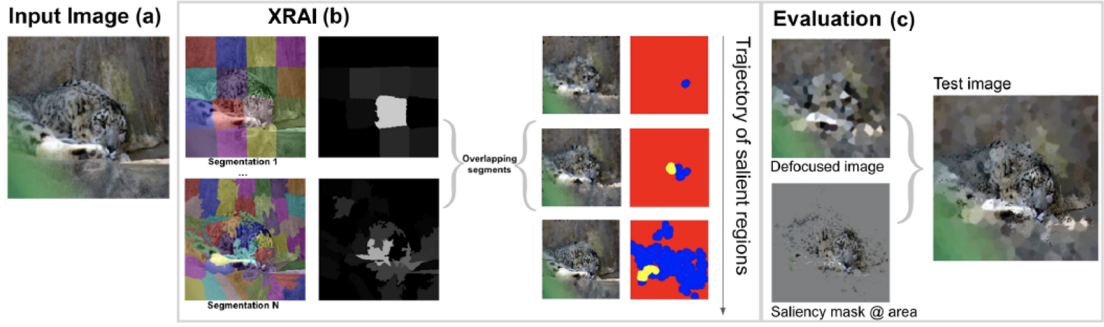 Input Image (a)
XRAI (b)
Segmentation 1
...
Segmentation N
Overlapping
segments
Trajectory of salient regions
Evaluation (c)
Defocused image
Saliency mask @ area
Test image